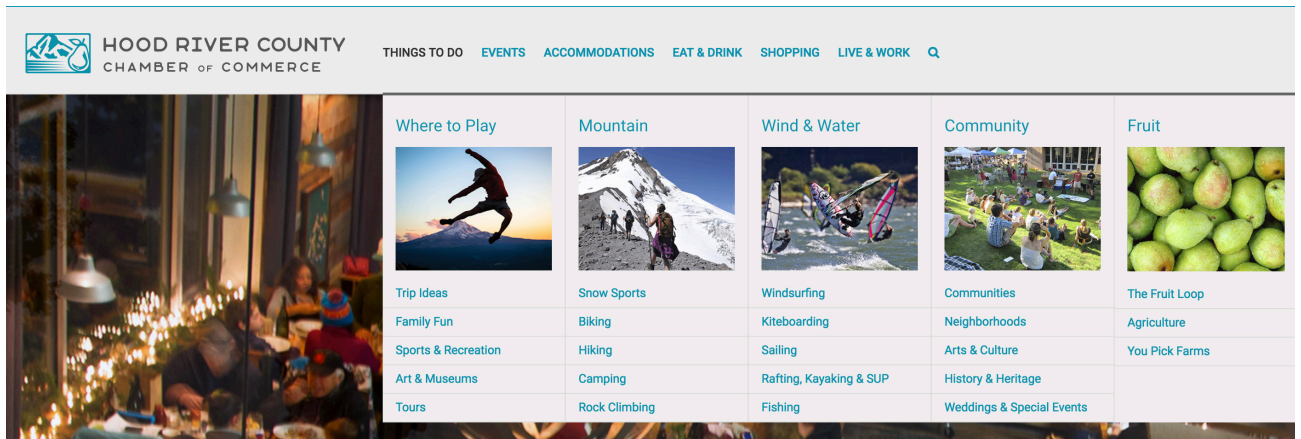 HOOD RIVER COUNTY
CHAMBER OF COMMERCE
THINGS TO DO
EVENTS
ACCOMMODATIONS
EAT & DRINK
SHOPPING
LIVE & WORK
Where to Play
Trip Ideas
Family Fun
Sports & Recreation
Art & Museums
Tours
Mountain
Snow Sports
Biking
Hiking
Camping
Rock Climbing
Wind & Water
Windsurfing
Kiteboarding
Sailing
Rafting, Kayaking & SUP
Fishing
Community
Communities
Neighborhoods
Arts & Culture
History & Heritage
Weddings & Special Events
Fruit
The Fruit Loop
Agriculture
You Pick Farms